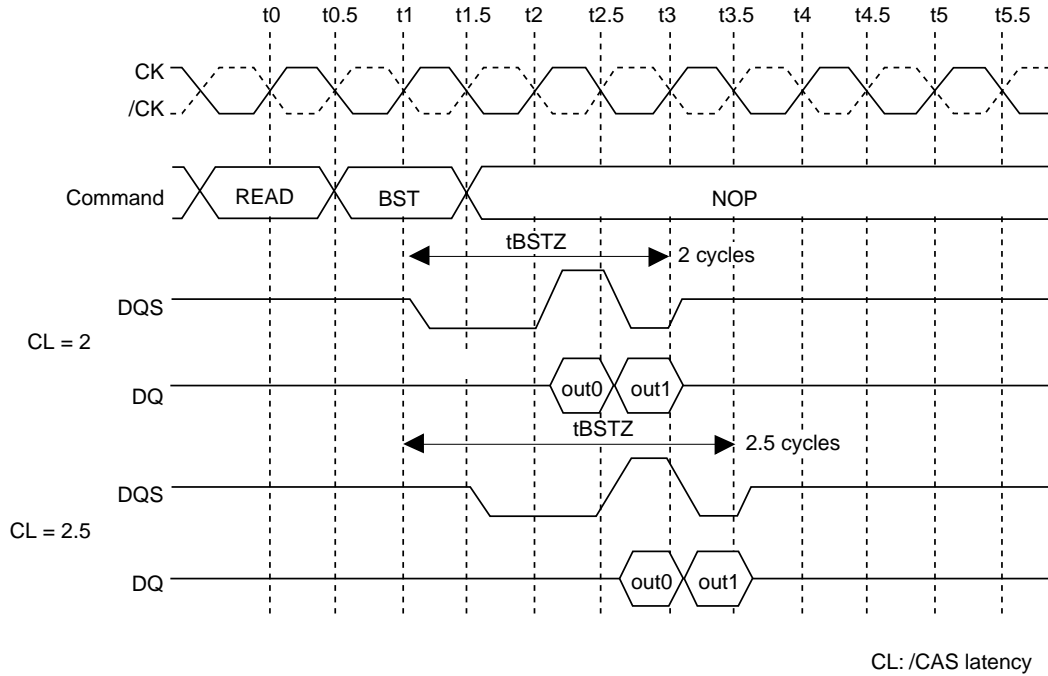 t0 t0.5 t1 t1.5 t2 t2.5 t3 t3.5 t4 t4.5 t5 t5.5
CK
/CK
Command READ BST NOP
tBSTZ 2 cycles
DQS
CL = 2
DQ out0 out1
tBSTZ 2.5 cycles
DQS
CL = 2.5
DQ out0 out1
CL: /CAS latency